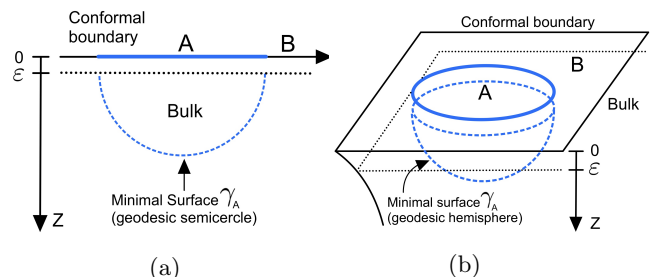 Conformal
boundary
A
B
0
ε
Bulk
Minimal Surface γA
(geodesic semicercle)
Z
(a)
Conformal boundary
B
A
Bulk
0
ε
Minimal surface γA
(geodesic hemisphere)
Z
(b)